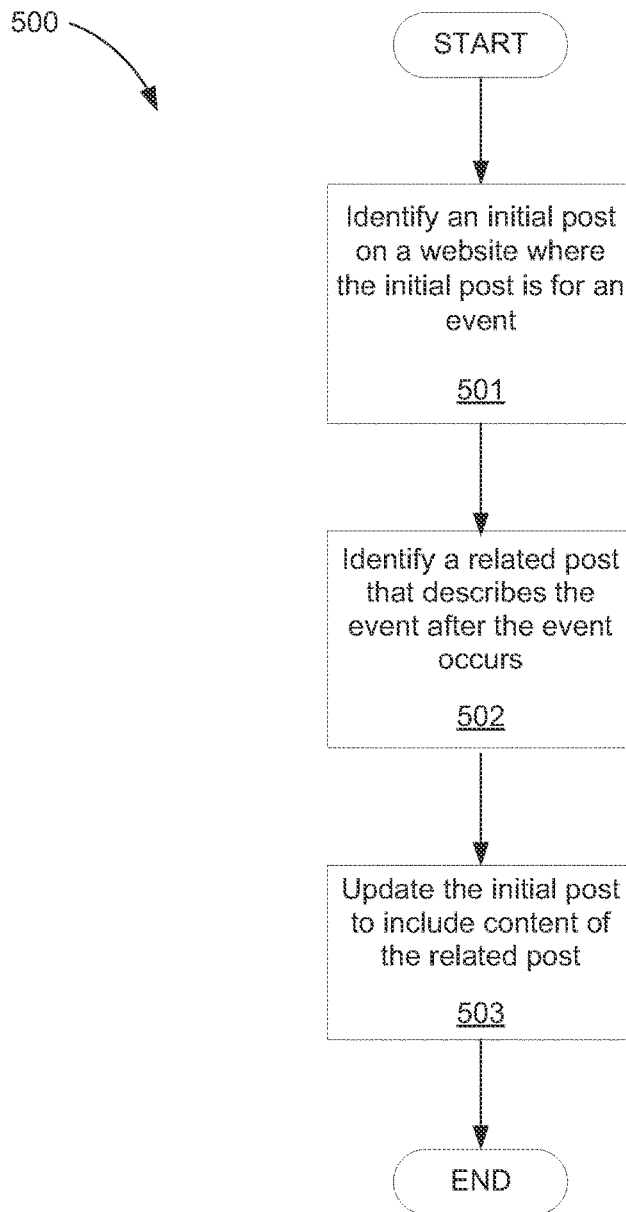 500
START
Identify an initial post
on a website where
the initial post is for an
event
501
Identify a related post
that describes the
event after the event
occurs
502
Update the initial post
to include content of
the related post
503
END